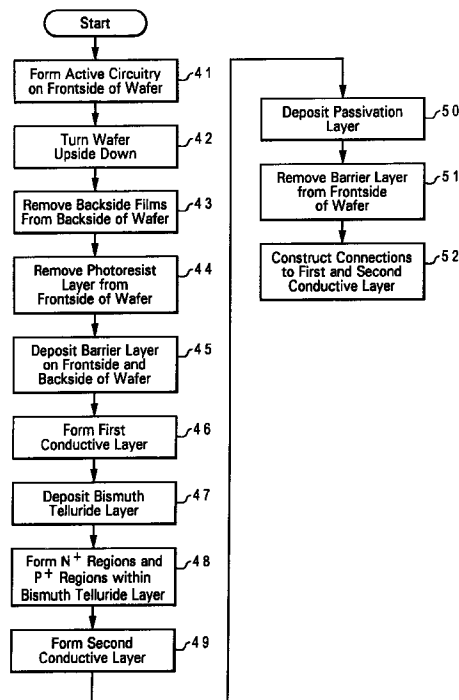 Start
Form Active Circuitry
on Frontside of Wafer
41
Turn Wafer
Upside Down
42
Remove Backside Films
From Backside of Wafer
43
Remove Photoresist
Layer from
Frontside of Wafer
44
Deposit Barrier Layer
on Frontside and
Backside of Wafer
45
Form First
Conductive Layer
46
Deposit Bismuth
Telluride Layer
47
Form N+ Regions and
P+ Regions within
Bismuth Telluride Layer
48
Form Second
Conductive Layer
49
Deposit Passivation
Layer
50
Remove Barrier Layer
from Frontside
of Wafer
51
Construct Connections
to First and Second
Conductive Layer
52